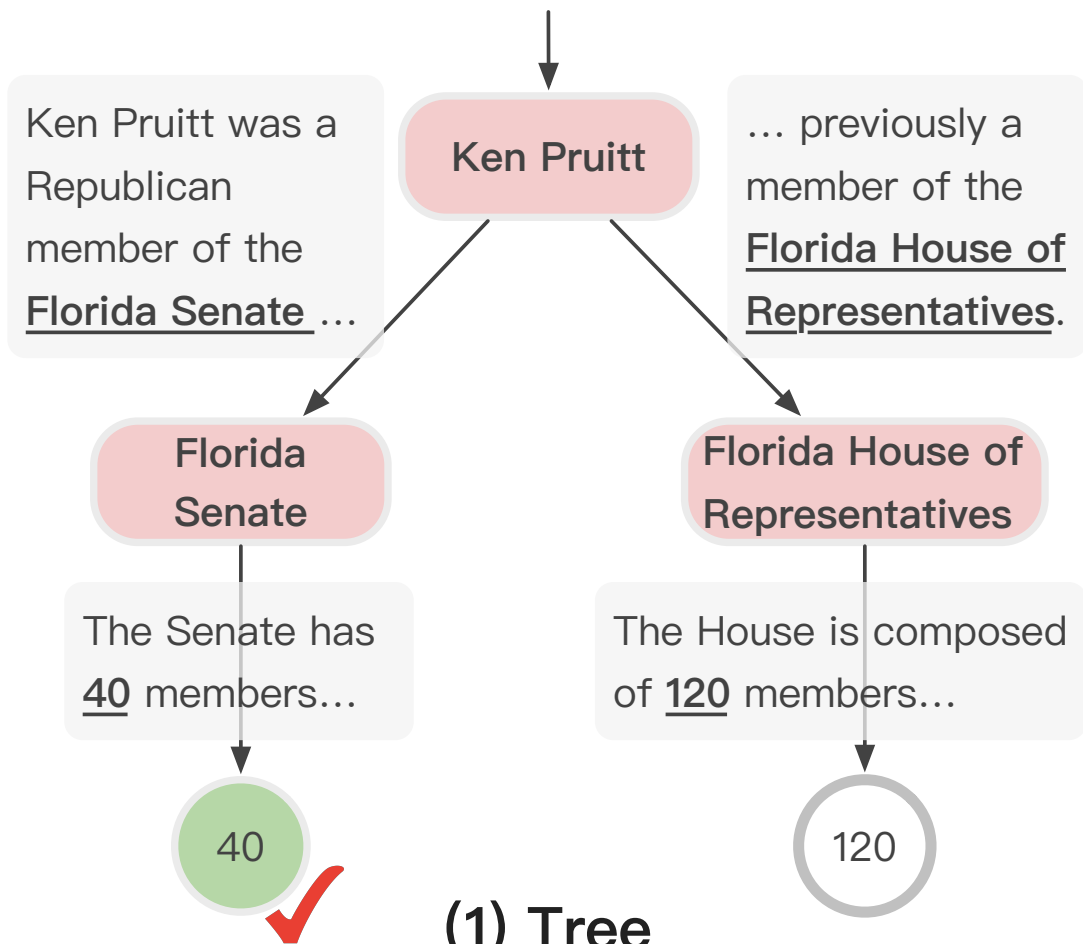 Ken Pruitt was a
Republican
member of the
Florida Senate ...
Ken Pruitt
... previously a
member of the
Florida House of
Representatives.
Florida
Senate
Florida House of
Representatives
The Senate has
40 members...
The House is composed
of 120 members...
40
120
(1) Tree